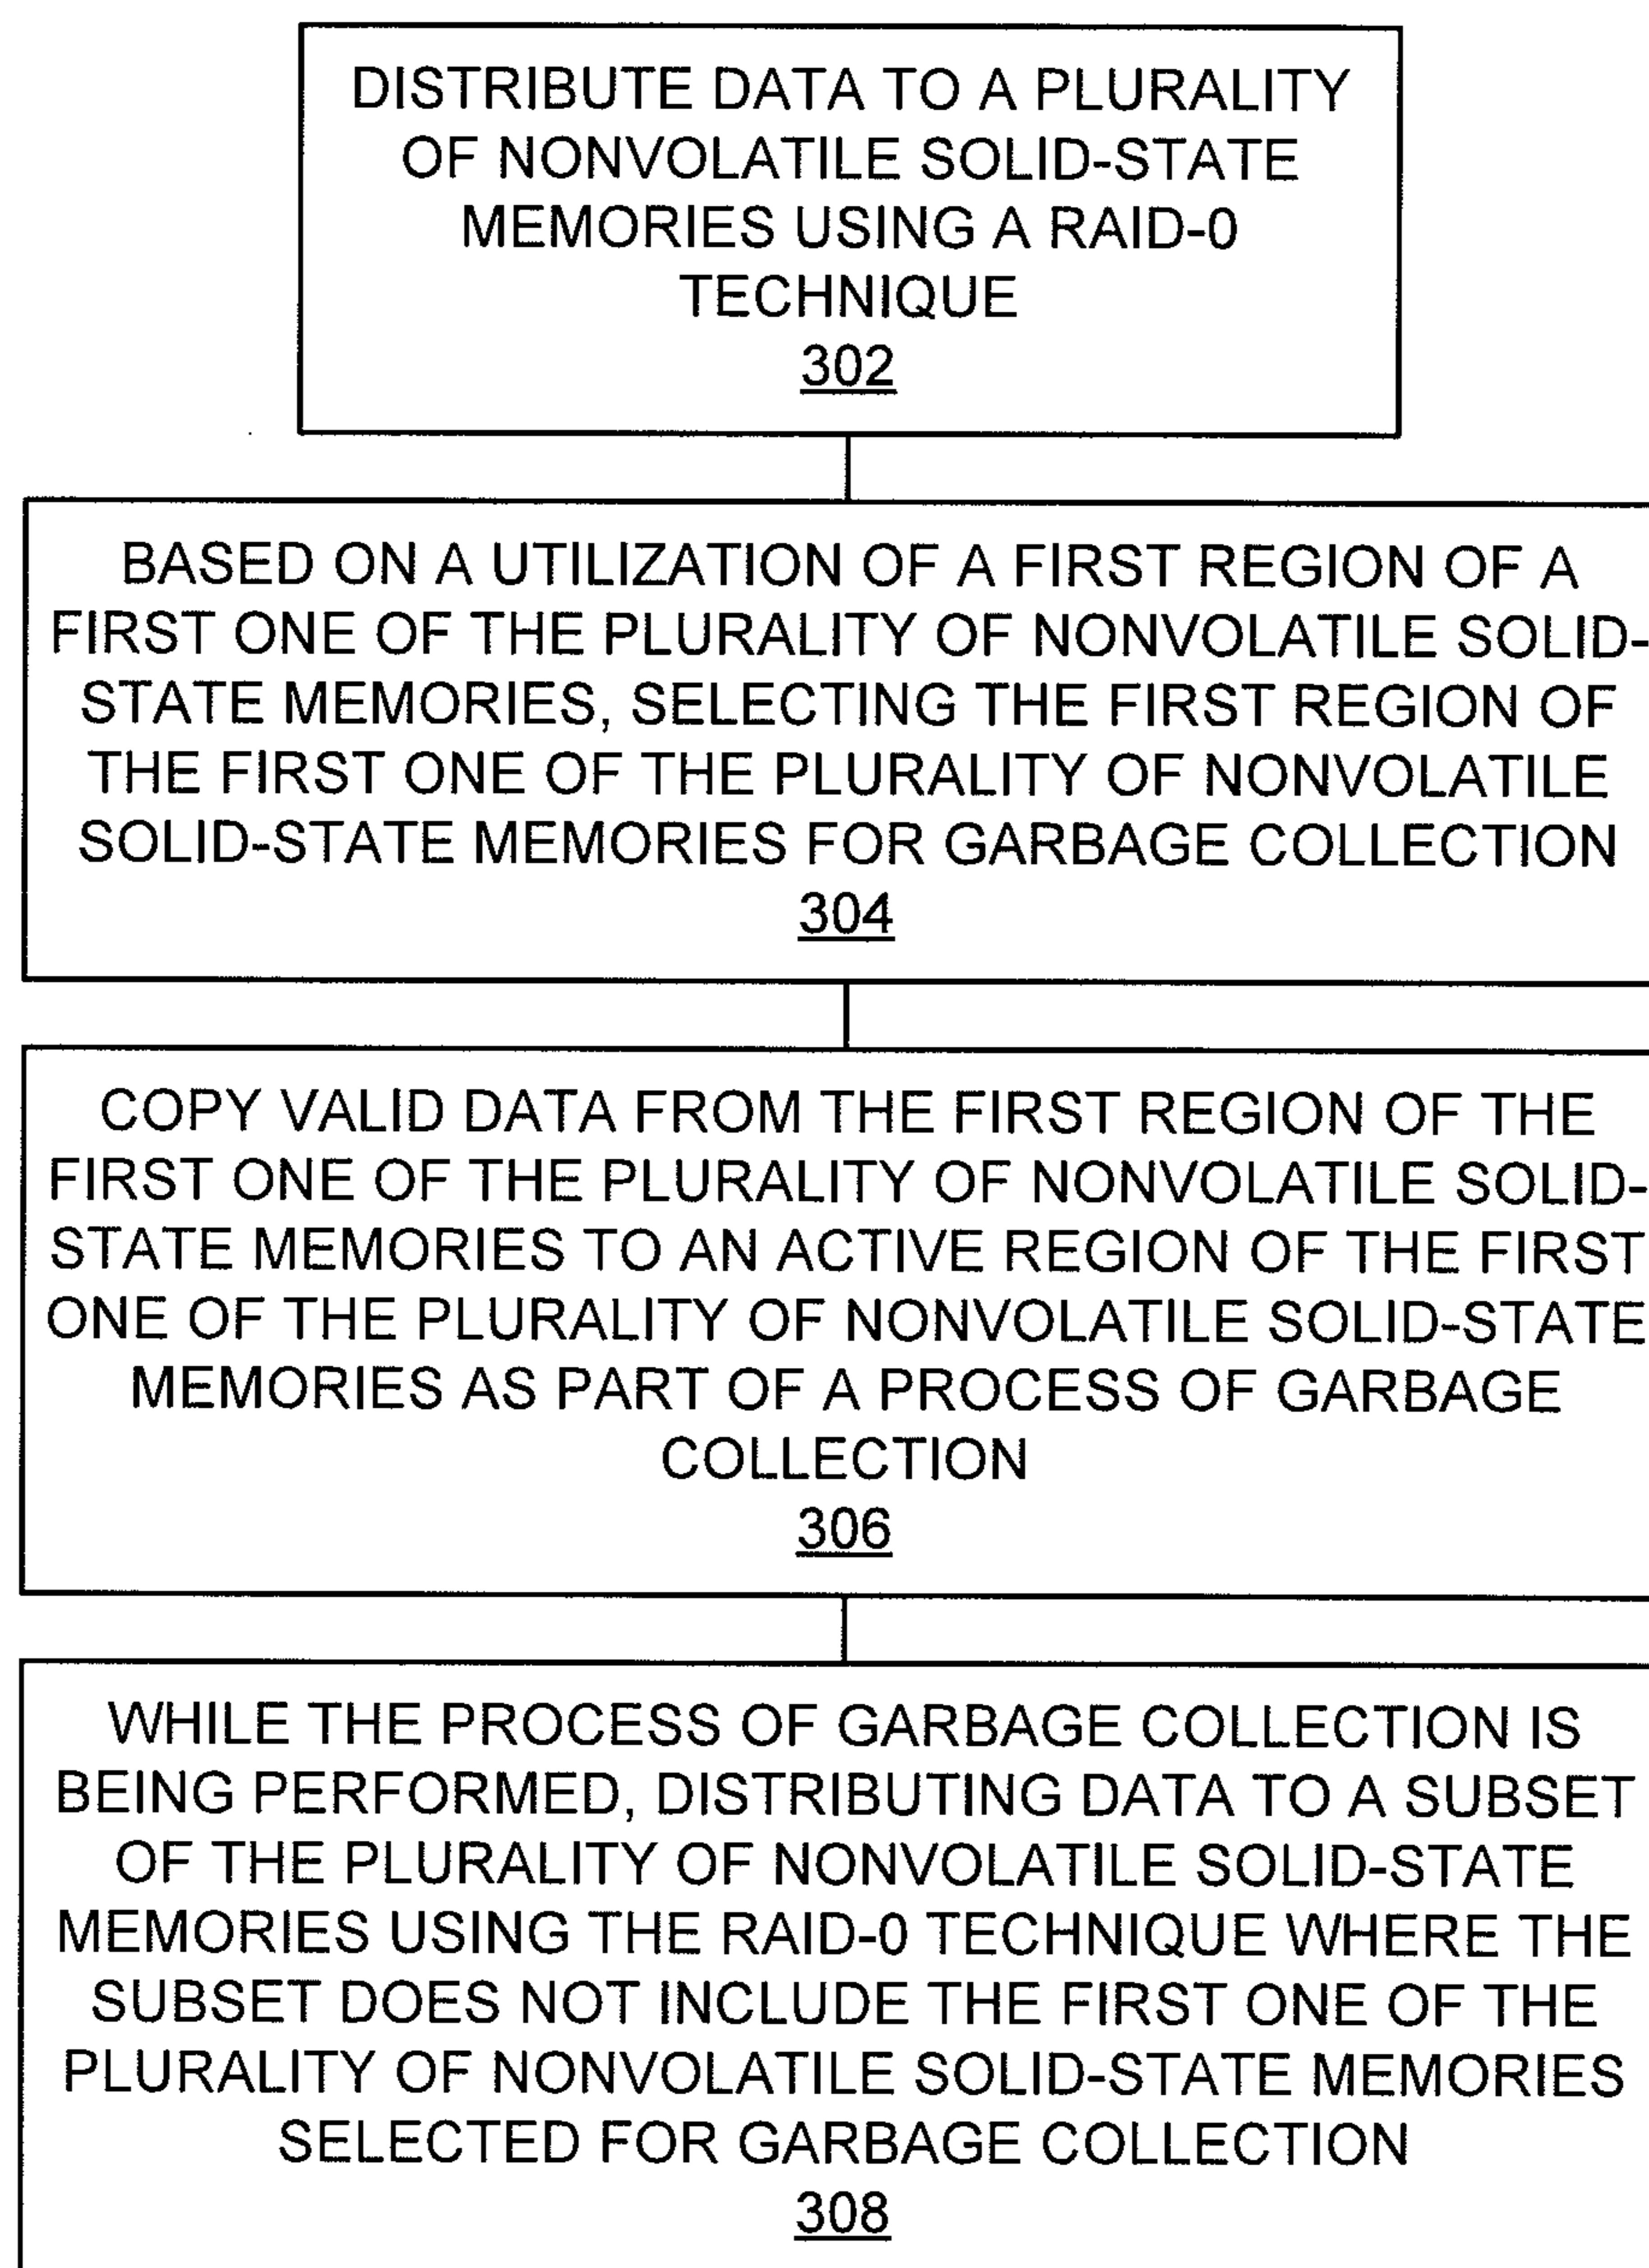 DISTRIBUTE DATA TO A PLURALITY
OF NONVOLATILE SOLID-STATE
MEMORIES USING A RAID-0
TECHNIQUE
302
BASED ON A UTILIZATION OF A FIRST REGION OF A
FIRST ONE OF THE PLURALITY OF NONVOLATILE SOLID-
STATE MEMORIES, SELECTING THE FIRST REGION OF
THE FIRST ONE OF THE PLURALITY OF NONVOLATILE
SOLID-STATE MEMORIES FOR GARBAGE COLLECTION
304
COPY VALID DATA FROM THE FIRST REGION OF THE
FIRST ONE OF THE PLURALITY OF NONVOLATILE SOLID-
STATE MEMORIES TO AN ACTIVE REGION OF THE FIRST
ONE OF THE PLURALITY OF NONVOLATILE SOLID-STATE
MEMORIES AS PART OF A PROCESS OF GARBAGE
COLLECTION
306
WHILE THE PROCESS OF GARBAGE COLLECTION IS
BEING PERFORMED, DISTRIBUTING DATA TO A SUBSET
OF THE PLURALITY OF NONVOLATILE SOLID-STATE
MEMORIES USING THE RAID-0 TECHNIQUE WHERE THE
SUBSET DOES NOT INCLUDE THE FIRST ONE OF THE
PLURALITY OF NONVOLATILE SOLID-STATE MEMORIES
SELECTED FOR GARBAGE COLLECTION
308